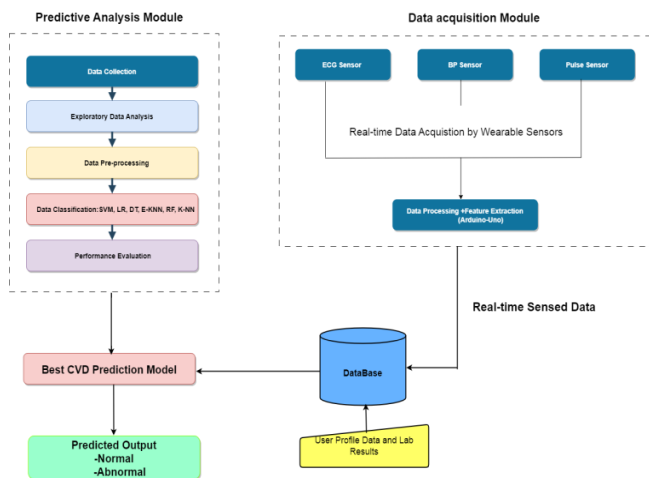 Predictive Analysis Module
Data Collection
Exploratory Data Analysis
Data Pre-processing
Data Classification:SVM, LR, DT, E-KNN, RF, K-NN
Performance Evaluation
Data acquisition Module
ECG Sensor
BP Sensor
Pulse Sensor
Real-time Data Acquistion by Wearable Sensors
Data Processing +Feature Extraction
(Arduino-Uno)
Real-time Sensed Data
Best CVD Prediction Model
DataBase
User Profile Data and Lab
Results
Predicted Output
-Normal
-Abnormal